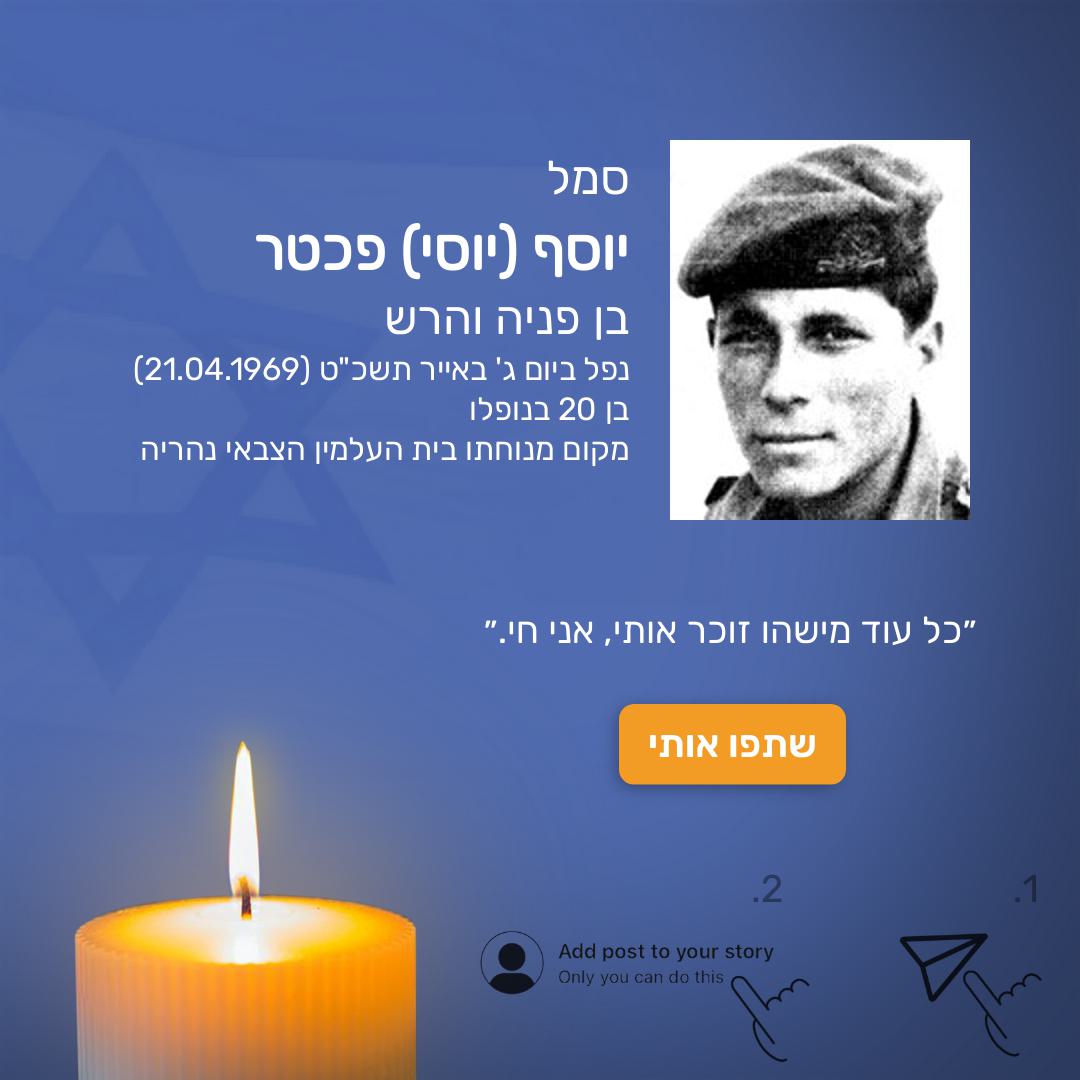 סמל
יוסף (יוסי) פכטר
בן פניה והרש
נפל ביום ג' באייר תשכ"ט (21.04.1969)
בן 20 בנופלו
מקום מנוחתו בית העלמין הצבאי נהריה
״כל עוד מישהו זוכר אותי, אני חי.״
שתפו אותי
1.
2.
Add post to your story
Only you can do this